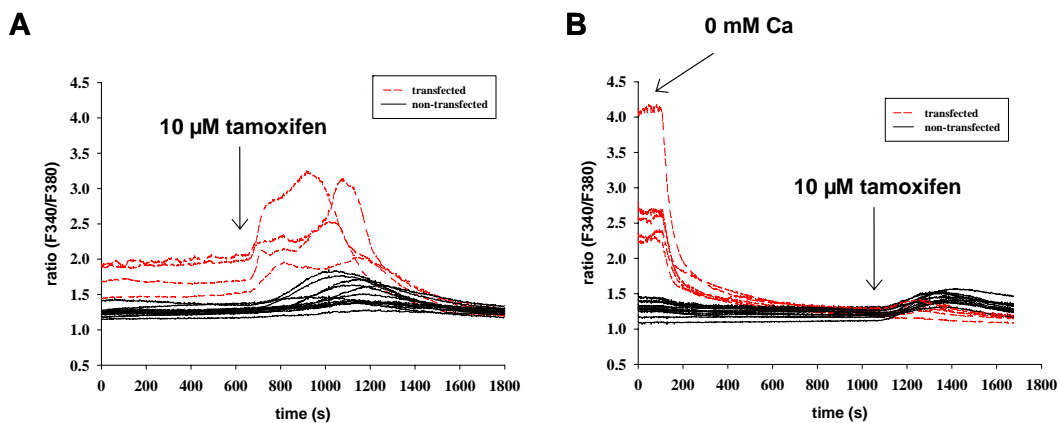 A
10 µM tamoxifen
transfected
non-transfected
ratio (F340/F380)
4.5
4.0
3.5
3.0
2.5
2.0
1.5
1.0
0.5
0 200 400 600 800 1000 1200 1400 1600 1800
time (s)
B
0 mM Ca
10 µM tamoxifen
transfected
non-transfected
ratio (F340/F380)
4.5
4.0
3.5
3.0
2.5
2.0
1.5
1.0
0.5
0 200 400 600 800 1000 1200 1400 1600 1800
time (s)